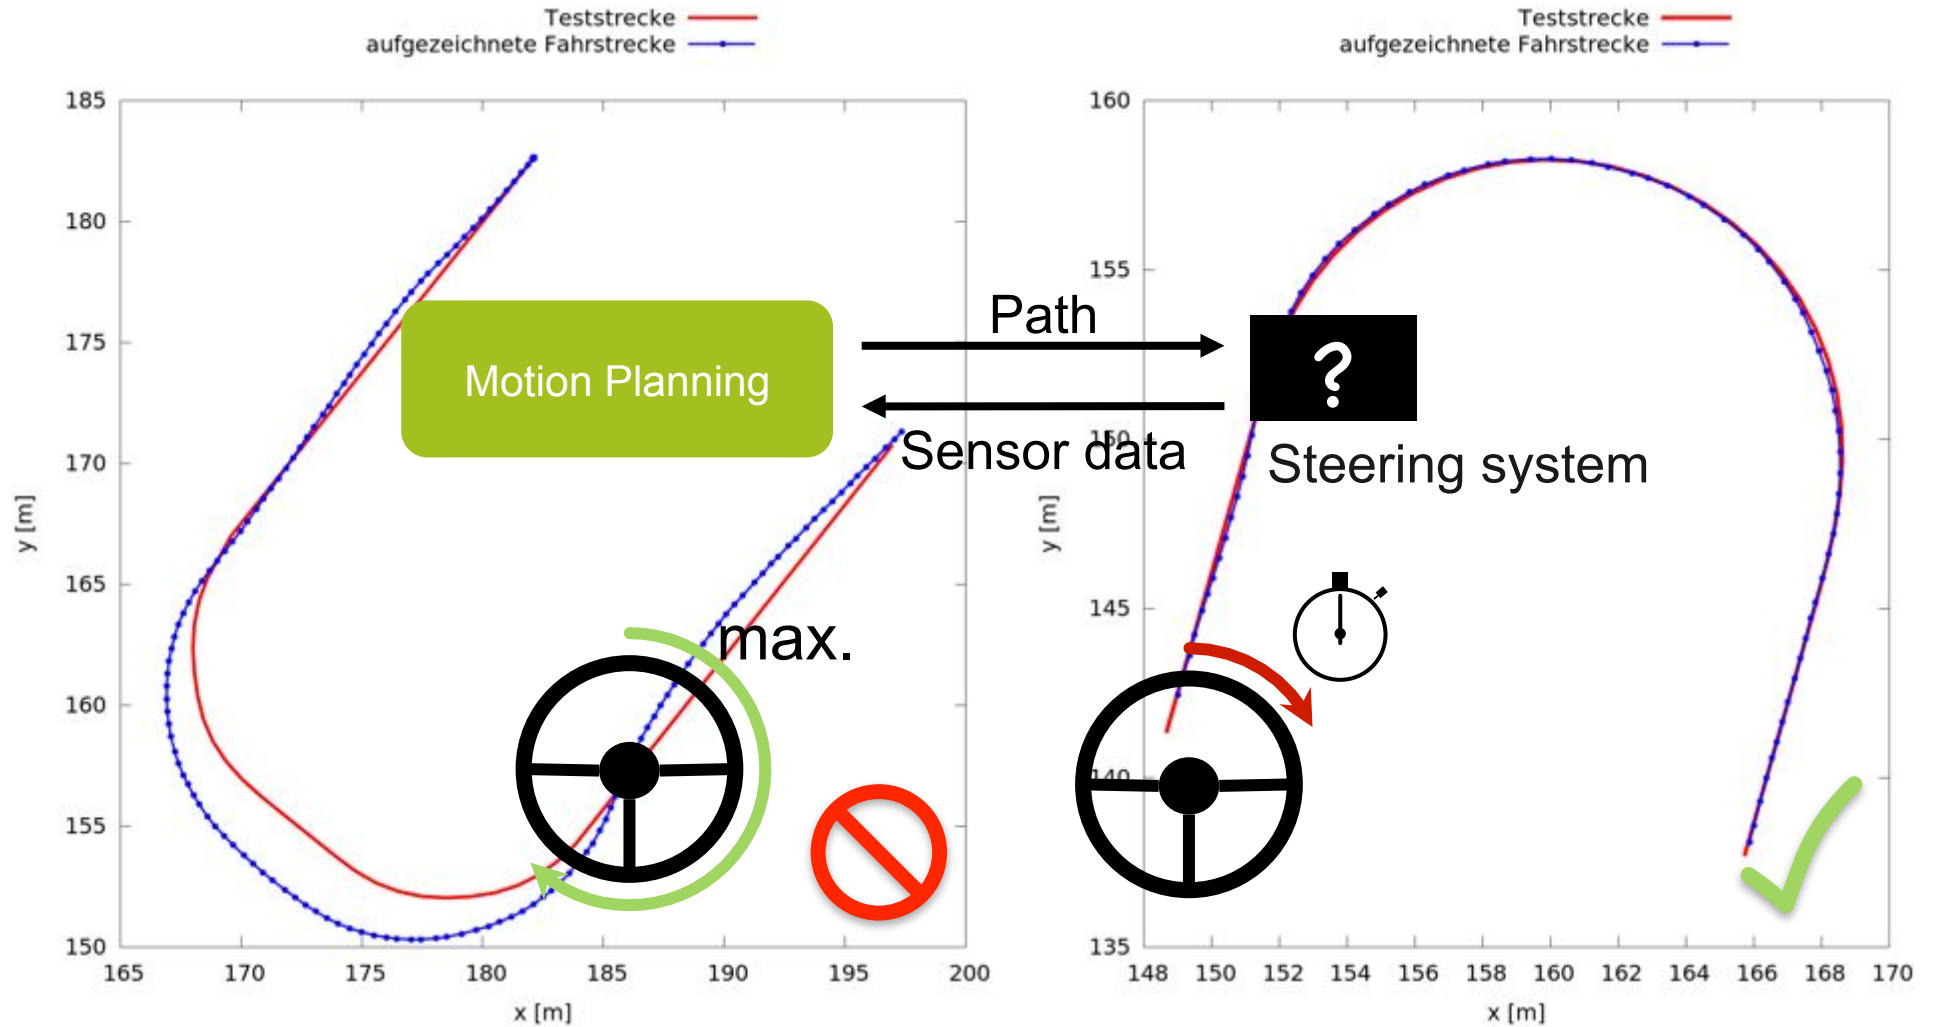 Teststrecke
aufgezeichnete Fahrstrecke
185
180
175
170
165
160
155
150
y [m]
165 170 175 180 185 190 195 200
x [m]
Motion Planning
Path
Sensor data
max.
?
Steering system
Teststrecke
aufgezeichnete Fahrstrecke
160
155
150
145
140
135
y [m]
148 150 152 154 156 158 160 162 164 166 168 170
x [m]